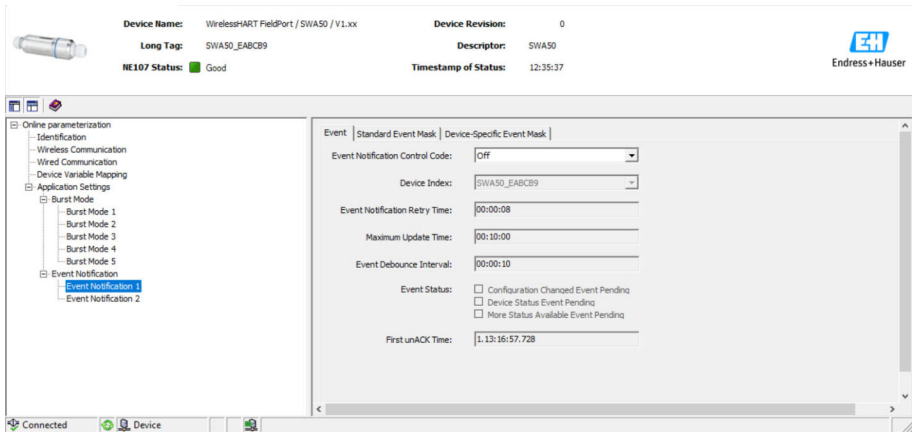 Device Name: WirelessHART FieldPort / SWA50 / V1.xx Device Revision: 0
Long Tag: SWA50_EABCB9 Descriptor: SWA50
NE107 Status: Good Timestamp of Status: 12:35:37
EH
Endress+Hauser
Online parameterization
Identification
Wireless Communication
Wired Communication
Device Variable Mapping
Application Settings
Burst Mode
Burst Mode 1
Burst Mode 2
Burst Mode 3
Burst Mode 4
Burst Mode 5
Event Notification
Event Notification 1
Event Notification 2
Event Standard Event Mask Device-Specific Event Mask
Event Notification Control Code: Off
Device Index: SWA50_EABCB9
Event Notification Retry Time: 00:00:08
Maximum Update Time: 00:10:00
Event Debounce Interval: 00:00:10
Event Status: Configuration Changed Event Pending
Device Status Event Pending
More Status Available Event Pending
First unACK Time: 1.13:16:57.728
Connected Device